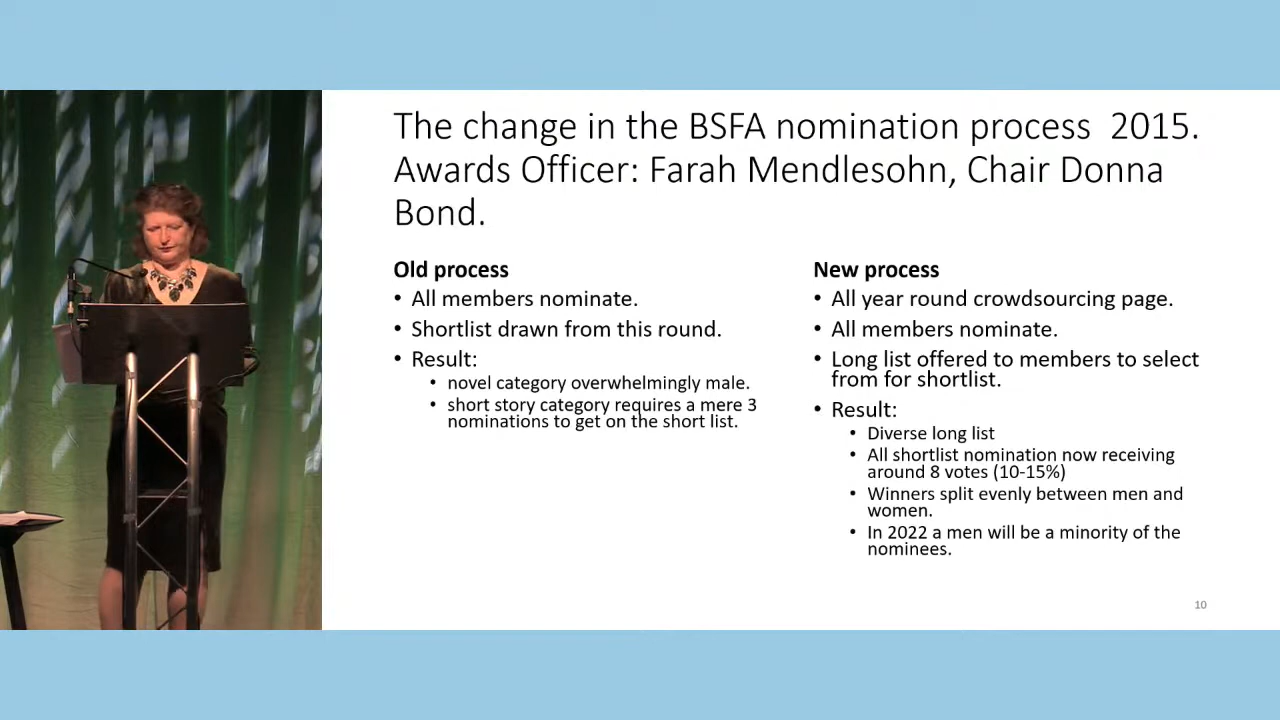 The change in the BSFA nomination process  2015.
Awards Officer: Farah Mendlesohn, Chair Donna
Bond.
Old process
• All members nominate.
• Shortlist drawn from this round.
• Result:
• novel category overwhelmingly male.
• short story category requires a mere 3
nominations to get on the short list.
New process
• All year round crowdsourcing page.
• All members nominate.
• Long list offered to members to select
from for shortlist.
• Result:
• Diverse long list
• All shortlist nomination now receiving
around 8 votes (10-15%)
• Winners split evenly between men and
women.
• In 2022 a men will be a minority of the
nominees.
10